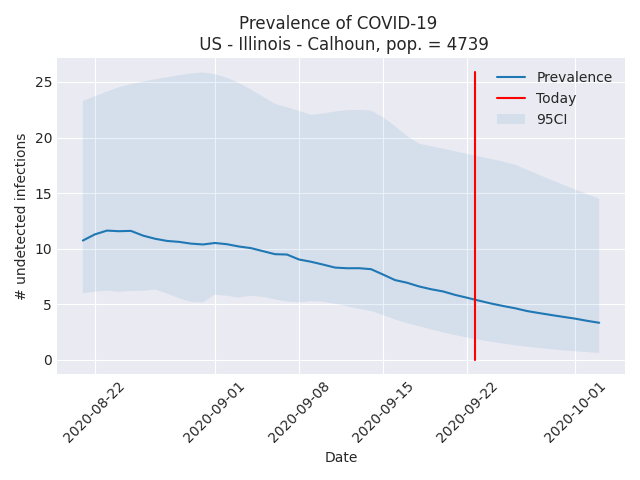 Prevalence of COVID-19
US - Illinois - Calhoun, pop. = 4739
Prevalence
Today
95CI
# undetected infections
25
20
15
10
5
0
2020-08-22
2020-09-01
2020-09-08
2020-09-15
2020-09-22
2020-10-01
Date